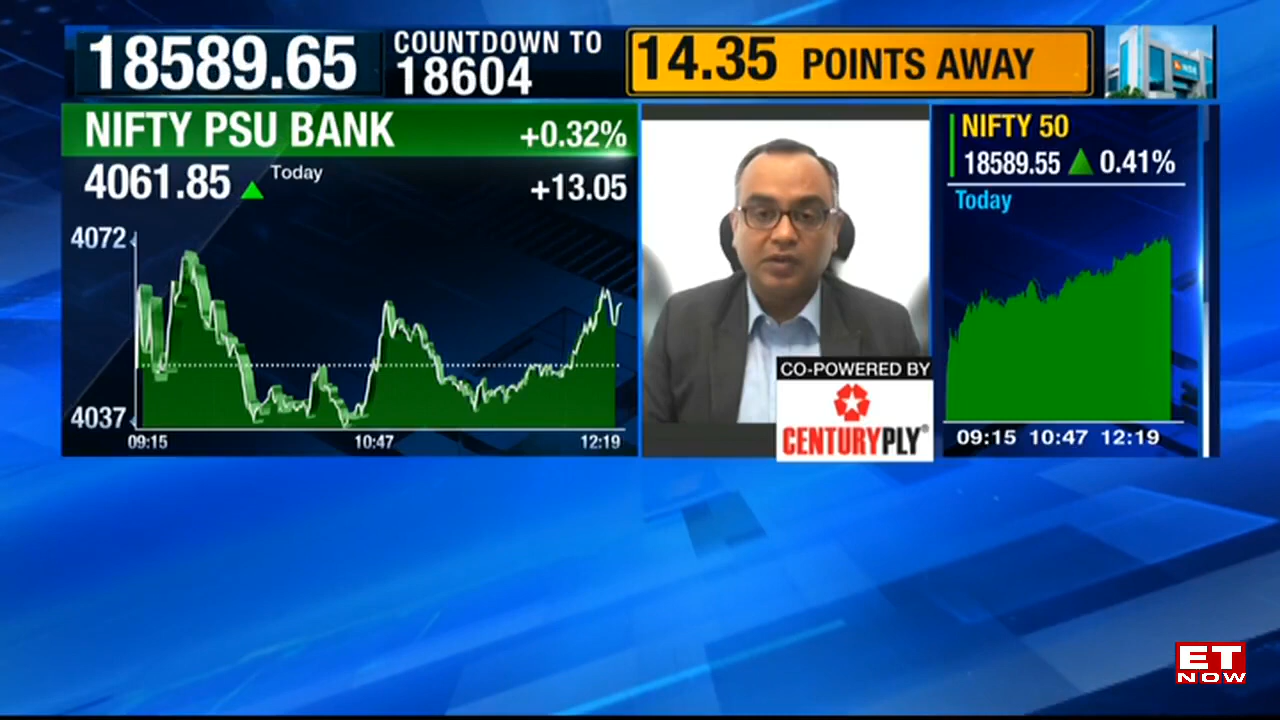 18589.65
COUNTDOWN TO
18604
14.35 POINTS AWAY
NIFTY PSU BANK +0.32%
4061.85 Today +13.05
4072
4037
09:15 10:47 12:19
CO-POWERED BY
CENTURYPLY®
NIFTY 50
18589.55 0.41%
Today
09:15 10:47 12:19
ET
NOW